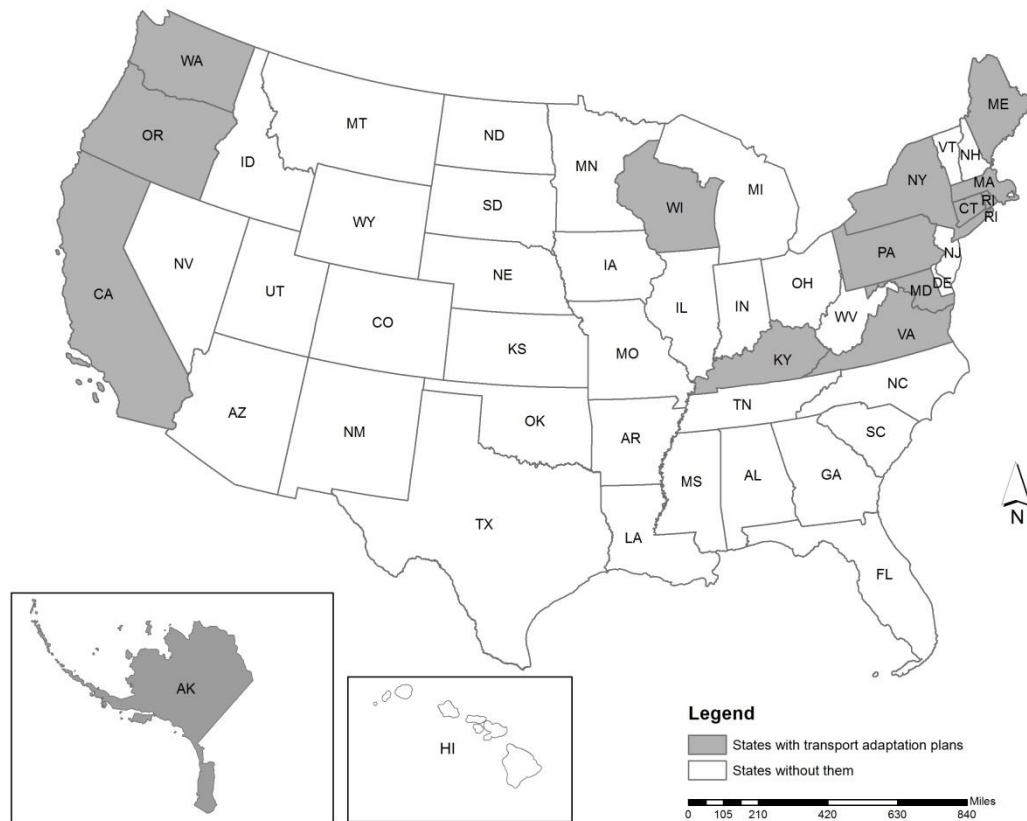 WA
ME
MT
ND
OR
VT
NH
MN
ID
NY
MA
MI
WI
SD
CT
RI
RI
WY
PA
NJ
IA
NE
NV
OH
DE
MD
UT
IL
IN
CA
CO
WV
VA
KS
MO
KY
NC
TN
AZ
OK
NM
AR
SC
MS
AL
GA
TX
N
LA
FL
AK
HI
Legend
States with transport adaptation plans
States without them
Miles
0 105 210 420 630 840